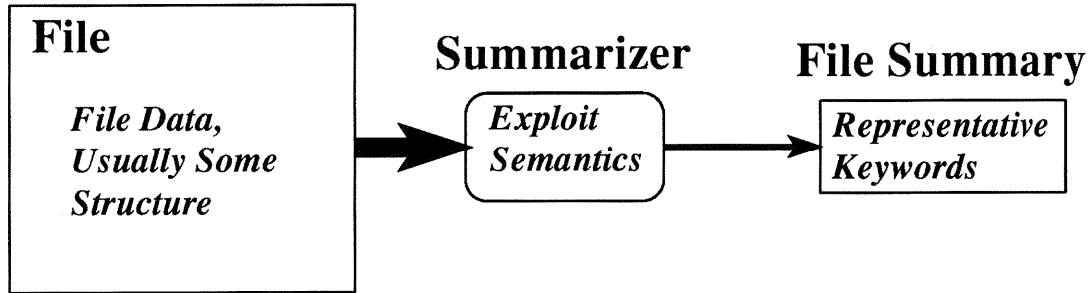 File
File Data,
Usually Some
Structure
Summarizer
Exploit
Semantics
File Summary
Representative
Keywords